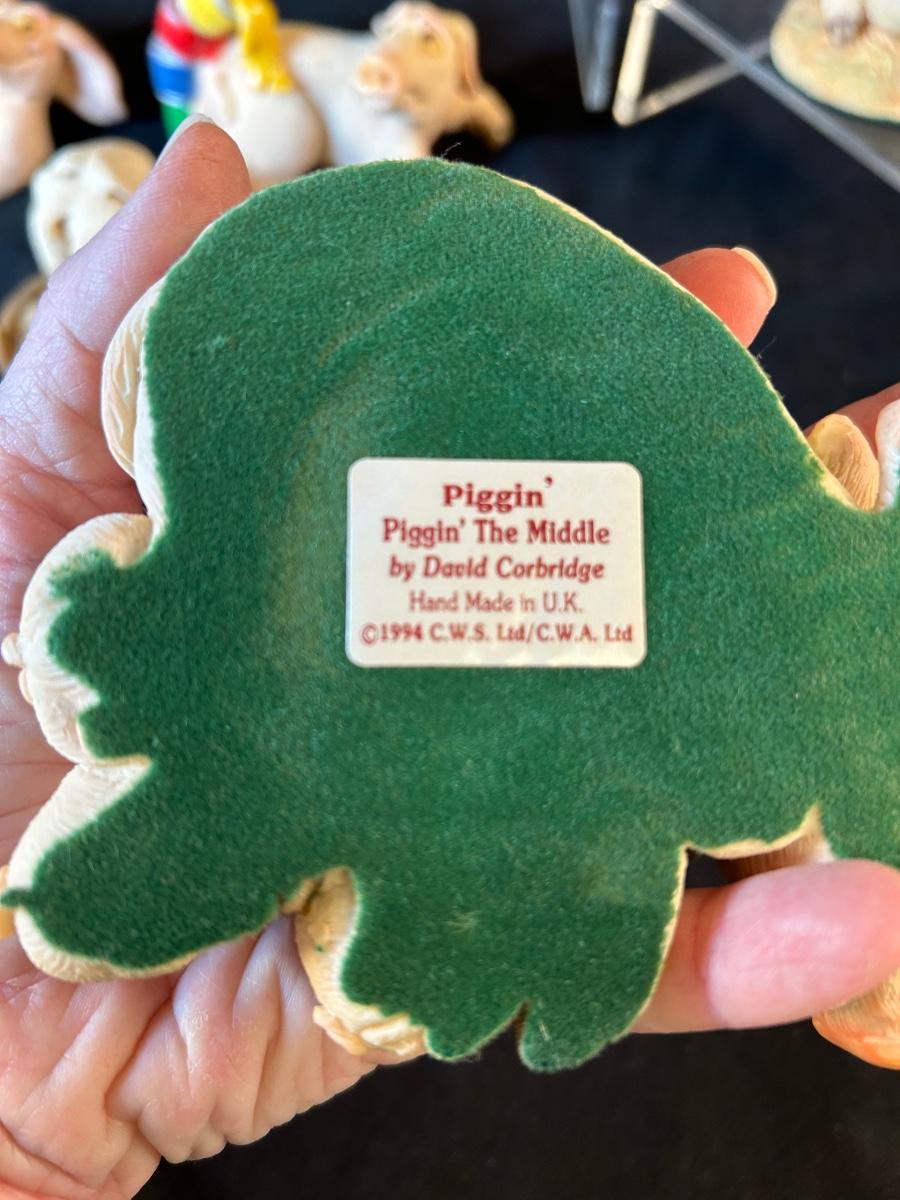 Piggin'
Piggin' The Middle
by David Corbridge
Hand Made in U.K.
©1994 C.W.S. Ltd/C.W.A. Ltd